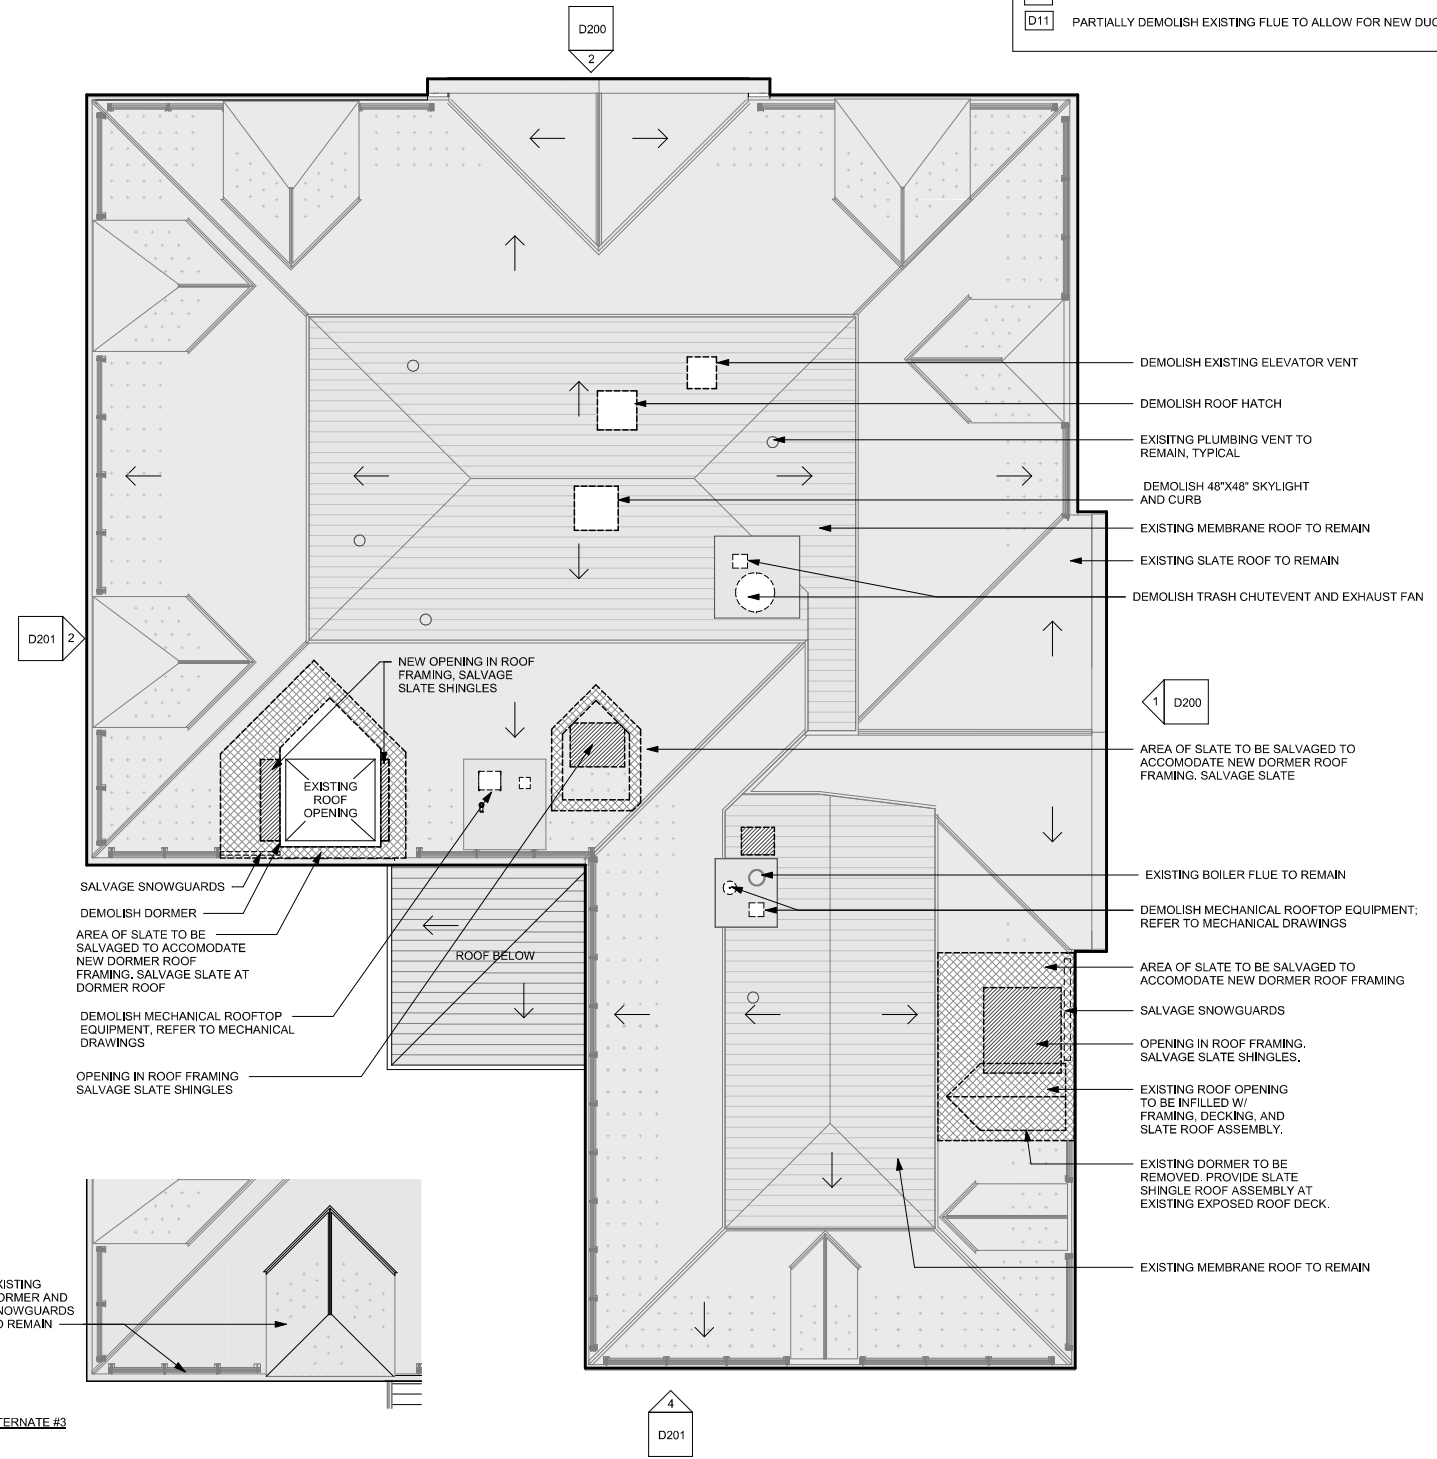 D11 PARTIALLY DEMOLISH EXISTING FLUE TO ALLOW FOR NEW
D200
2
DEMOLISH EXISTING ELEVATOR VENT
DEMOLISH ROOF HATCH
EXISITNG PLUMBING VENT TO
REMAIN, TYPICAL
DEMOLISH 48"X48" SKYLIGHT
AND CURB
EXISTING MEMBRANE ROOF TO REMAIN
EXISTING SLATE ROOF TO REMAIN
DEMOLISH TRASH CHUTEVENT AND EXHAUST FAN
D201 2
NEW OPENING IN ROOF
FRAMING, SALVAGE
SLATE SHINGLES
1 D200
AREA OF SLATE TO BE SALVAGED TO
ACCOMODATE NEW DORMER ROOF
FRAMING. SALVAGE SLATE
EXISTING
ROOF
OPENING
SALVAGE SNOWGUARDS
DEMOLISH DORMER
AREA OF SLATE TO BE
SALVAGED TO ACCOMODATE
NEW DORMER ROOF
FRAMING. SALVAGE SLATE AT
DORMER ROOF
DEMOLISH MECHANICAL ROOFTOP
EQUIPMENT, REFER TO MECHANICAL
DRAWINGS
OPENING IN ROOF FRAMING
SALVAGE SLATE SHINGLES
ROOF BELOW
EXISTING BOILER FLUE TO REMAIN
DEMOLISH MECHANICAL ROOFTOP EQUIPMENT;
REFER TO MECHANICAL DRAWINGS
AREA OF SLATE TO BE SALVAGED TO
ACCOMODATE NEW DORMER ROOF FRAMING
SALVAGE SNOWGUARDS
OPENING IN ROOF FRAMING.
SALVAGE SLATE SHINGLES.
EXISTING ROOF OPENING
TO BE INFILLED W/
FRAMING, DECKING, AND
SLATE ROOF ASSEMBLY.
EXISTING DORMER TO BE
REMOVED. PROVIDE SLATE
SHINGLE ROOF ASSEMBLY AT
EXISTING EXPOSED ROOF DECK.
EXISTING MEMBRANE ROOF TO REMAIN
AND
REMAIN
#3
4
D201